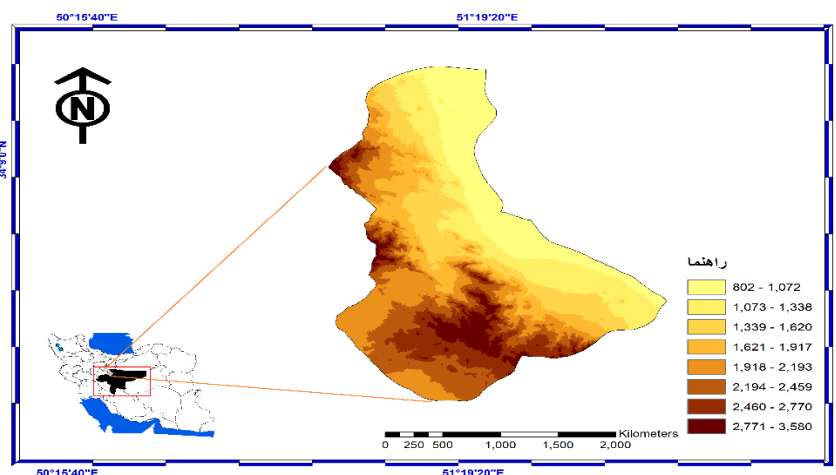 50°15'40"E 51°19'20"E
N
34°9'0"N
راهنما
802 - 1,072
1,073 - 1,338
1,339 - 1,620
1,621 - 1,917
1,918 - 2,193
2,194 - 2,459
2,460 - 2,770
2,771 - 3,580
Kilometers
0 250 500 1,000 1,500 2,000
50°15'40"E 51°19'20"E